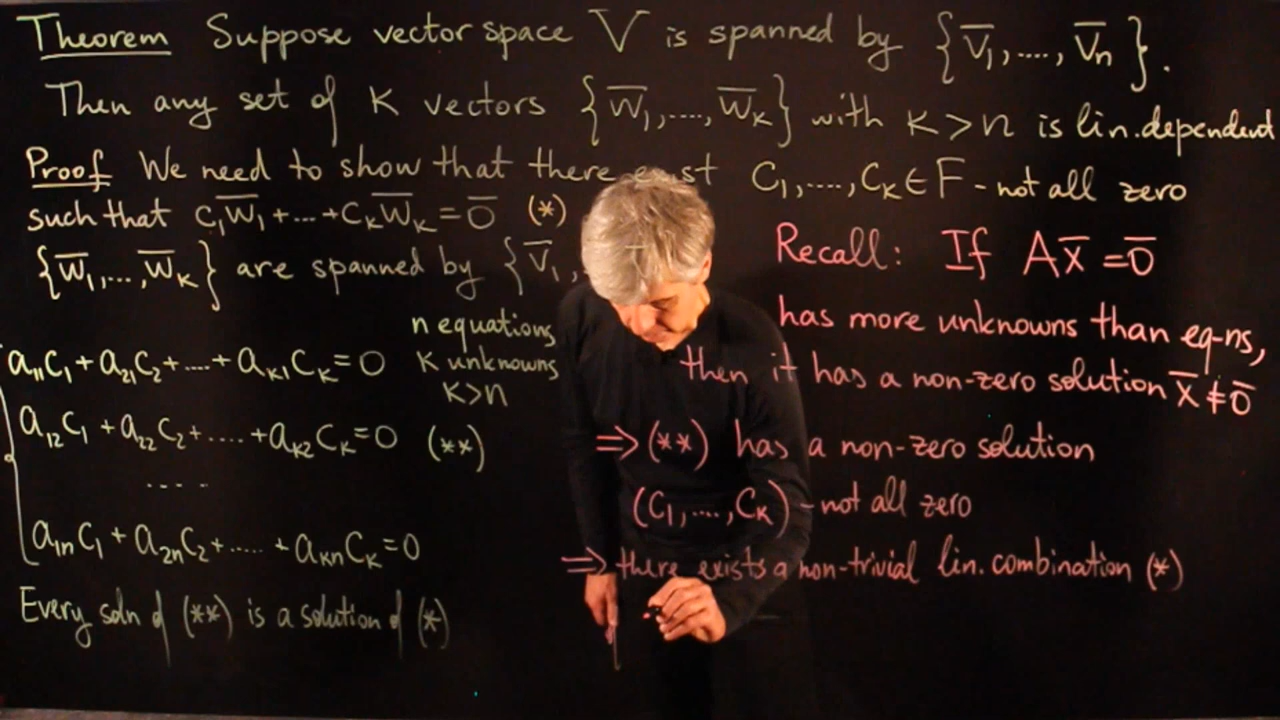 Theorem Suppose vector space V is spanned by {v̄₁,....,v̄ₙ}.
Then any set of K vectors {w̄₁,....,w̄ₖ} with K>n is lin.dependent
Proof We need to show that there exist C₁,....,Cₖ∈F - not all zero
such that c₁w̄₁+...+cₖw̄ₖ=0̄ (*)
{w̄₁,...,w̄ₖ} are spanned by {v̄₁,
n equations
K unknowns
K>n
a₁₁C₁+a₂₁C₂+....+aₖ₁Cₖ=0
a₁₂C₁+a₂₂C₂+....+aₖ₂Cₖ=0 (**)
.....
a₁ₙC₁+a₂ₙC₂+.....+aₖₙCₖ=0
Every soln of (**) is a solution of (*)
Recall: If Ax̄=0̄
has more unknowns than eq-ns,
then it has a non-zero solution x̄≠0̄
⇒(**) has a non-zero solution
(C₁,....,Cₖ) - not all zero
⇒there exists a non-trivial lin. combination (*)